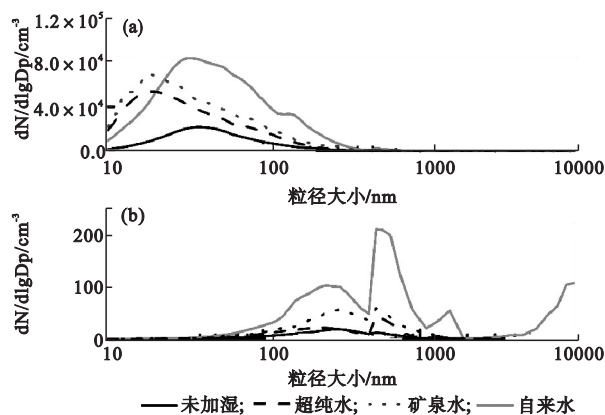 (a)
dN/dlgDp/cm⁻³
1.2 × 10⁵
8.0 × 10⁴
4.0 × 10⁴
0.0
10 100 1000 10000
粒径大小/nm
(b)
dN/dlgDp/cm⁻³
200
100
0
10 100 1000 10000
粒径大小/nm
未加湿; 超纯水; 矿泉水; 自来水